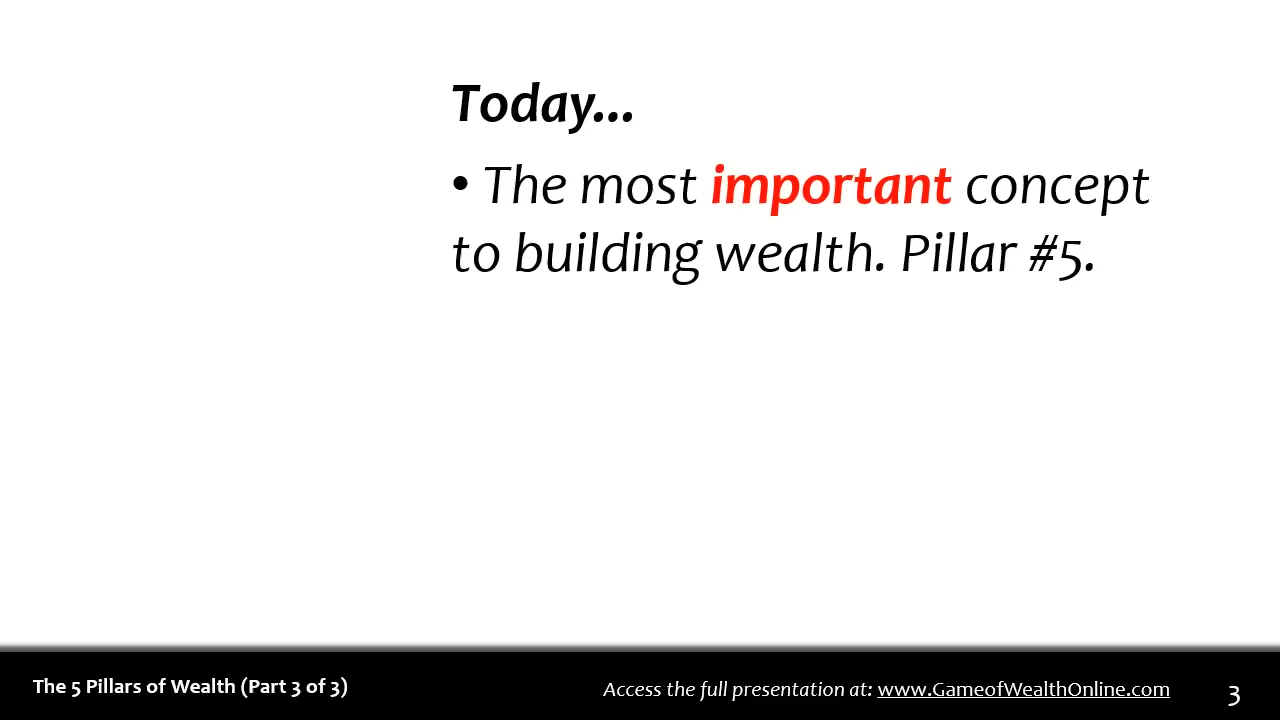 Today...
• The most important concept
to building wealth. Pillar #5.
The 5 Pillars of Wealth (Part 3 of 3)
Access the full presentation at: www.GameofWealthOnline.com
3